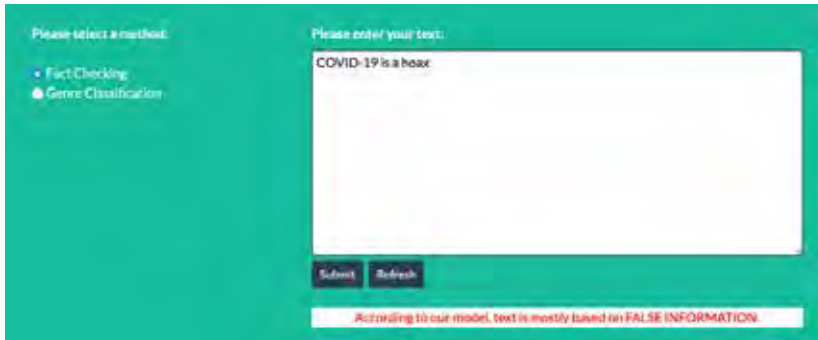 Please select a method:
Fact Checking
Genre Classification
Please enter your text:
COVID-19 is a hoax
Submit
Refresh
According to our model, text is mostly based on FALSE INFORMATION.